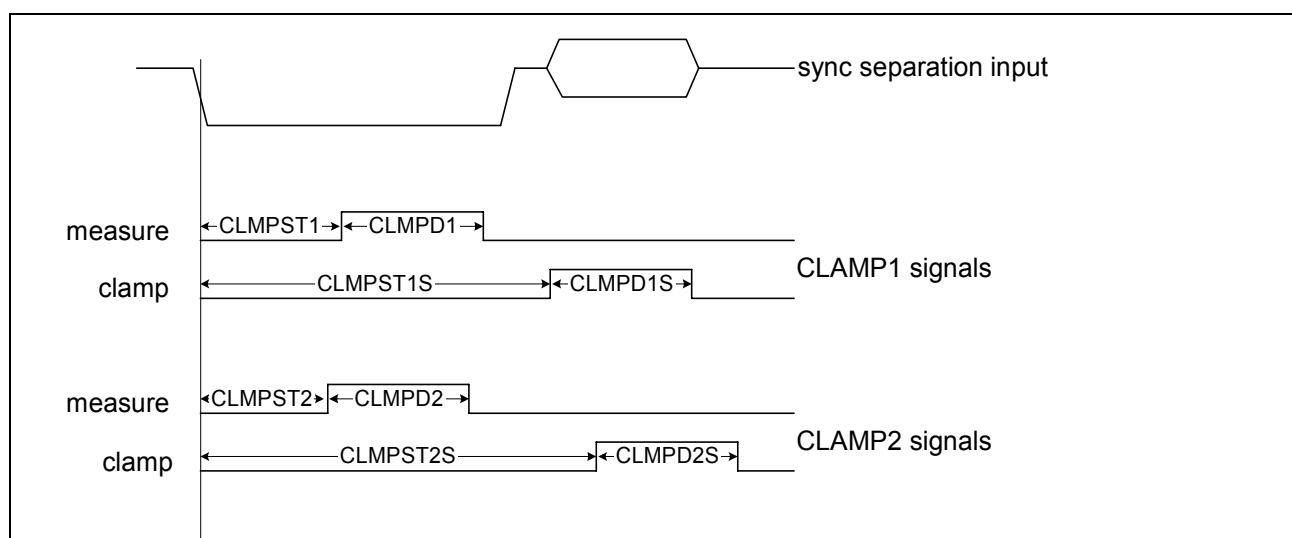 sync separation input
measure CLMPST1 CLMPD1
CLAMP1 signals
clamp CLMPST1S CLMPD1S
measure CLMPST2 CLMPD2
CLAMP2 signals
clamp CLMPST2S CLMPD2S